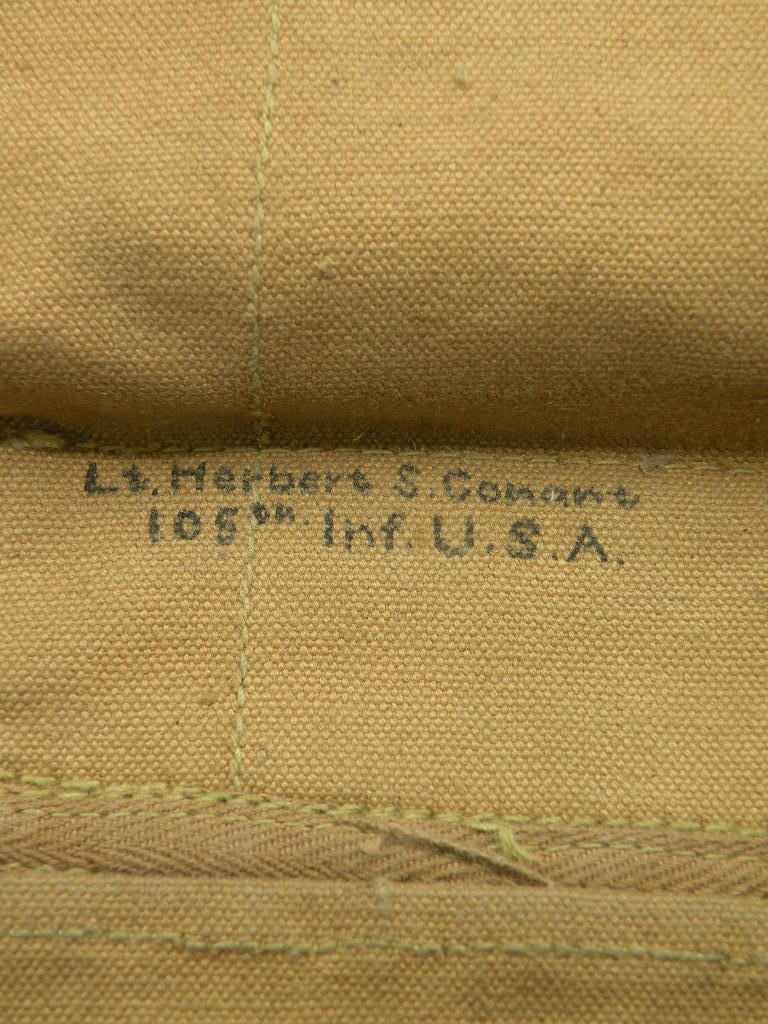 Lt. Herbert S. Conant
105th. Inf. U.S.A.